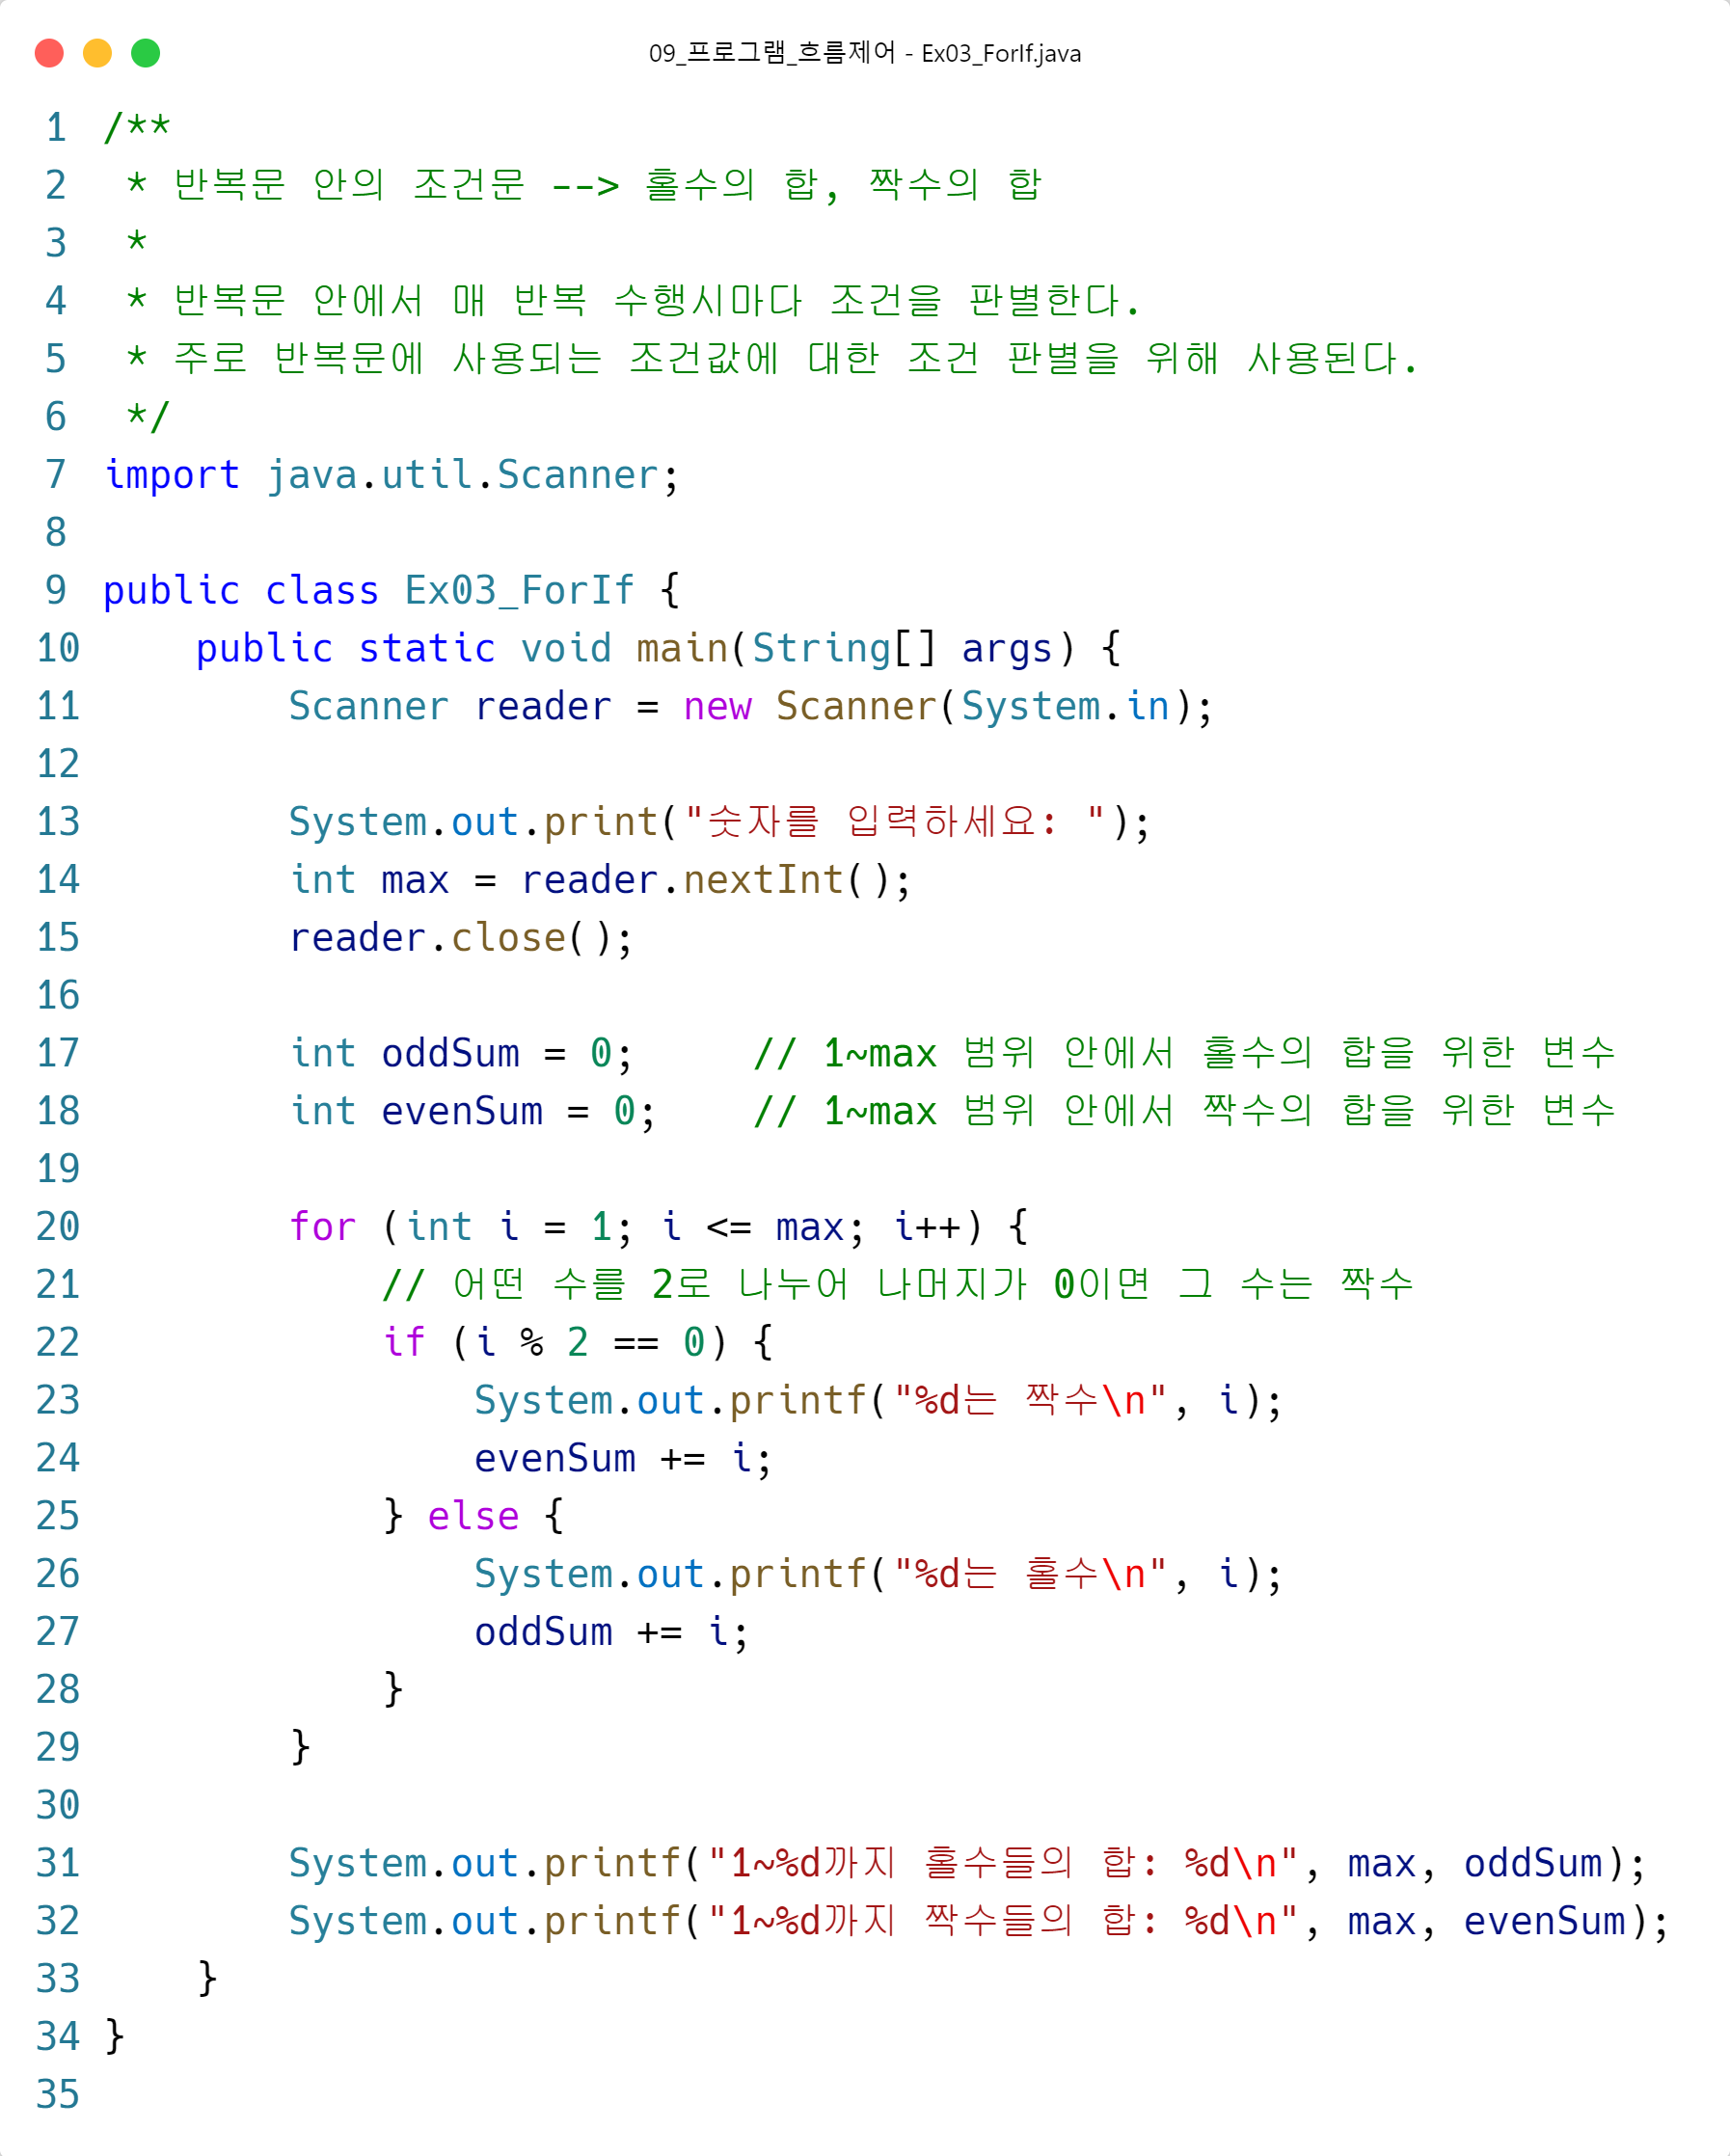 09_프로그램_흐름제어 - Ex03_ForIf.java
1 /**
2  * 반복문 안의 조건문 --> 홀수의 합, 짝수의 합
3  *
4  * 반복문 안에서 매 반복 수행시마다 조건을 판별한다.
5  * 주로 반복문에 사용되는 조건값에 대한 조건 판별을 위해 사용된다.
6  */
7 import java.util.Scanner;
8
9 public class Ex03_ForIf {
10     public static void main(String[] args) {
11         Scanner reader = new Scanner(System.in);
12
13         System.out.print("숫자를 입력하세요: ");
14         int max = reader.nextInt();
15         reader.close();
16
17         int oddSum = 0;     // 1~max 범위 안에서 홀수의 합을 위한 변수
18         int evenSum = 0;    // 1~max 범위 안에서 짝수의 합을 위한 변수
19
20         for (int i = 1; i <= max; i++) {
21             // 어떤 수를 2로 나누어 나머지가 0이면 그 수는 짝수
22             if (i % 2 == 0) {
23                 System.out.printf("%d는 짝수\n", i);
24                 evenSum += i;
25             } else {
26                 System.out.printf("%d는 홀수\n", i);
27                 oddSum += i;
28             }
29         }
30
31         System.out.printf("1~%d까지 홀수들의 합: %d\n", max, oddSum);
32         System.out.printf("1~%d까지 짝수들의 합: %d\n", max, evenSum);
33     }
34 }
35